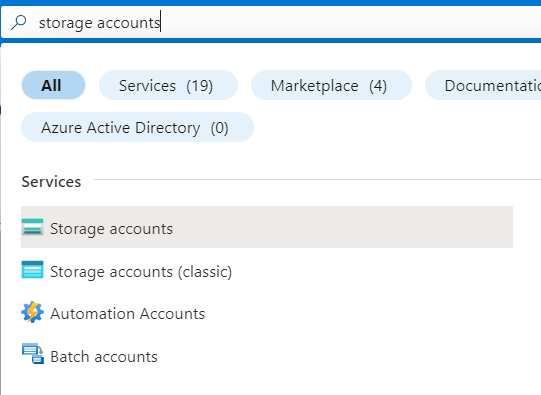 storage accounts
All Services (19) Marketplace (4)
Azure Active Directory (0)
Services
Storage accounts
Storage accounts (classic)
Automation Accounts
Batch accounts